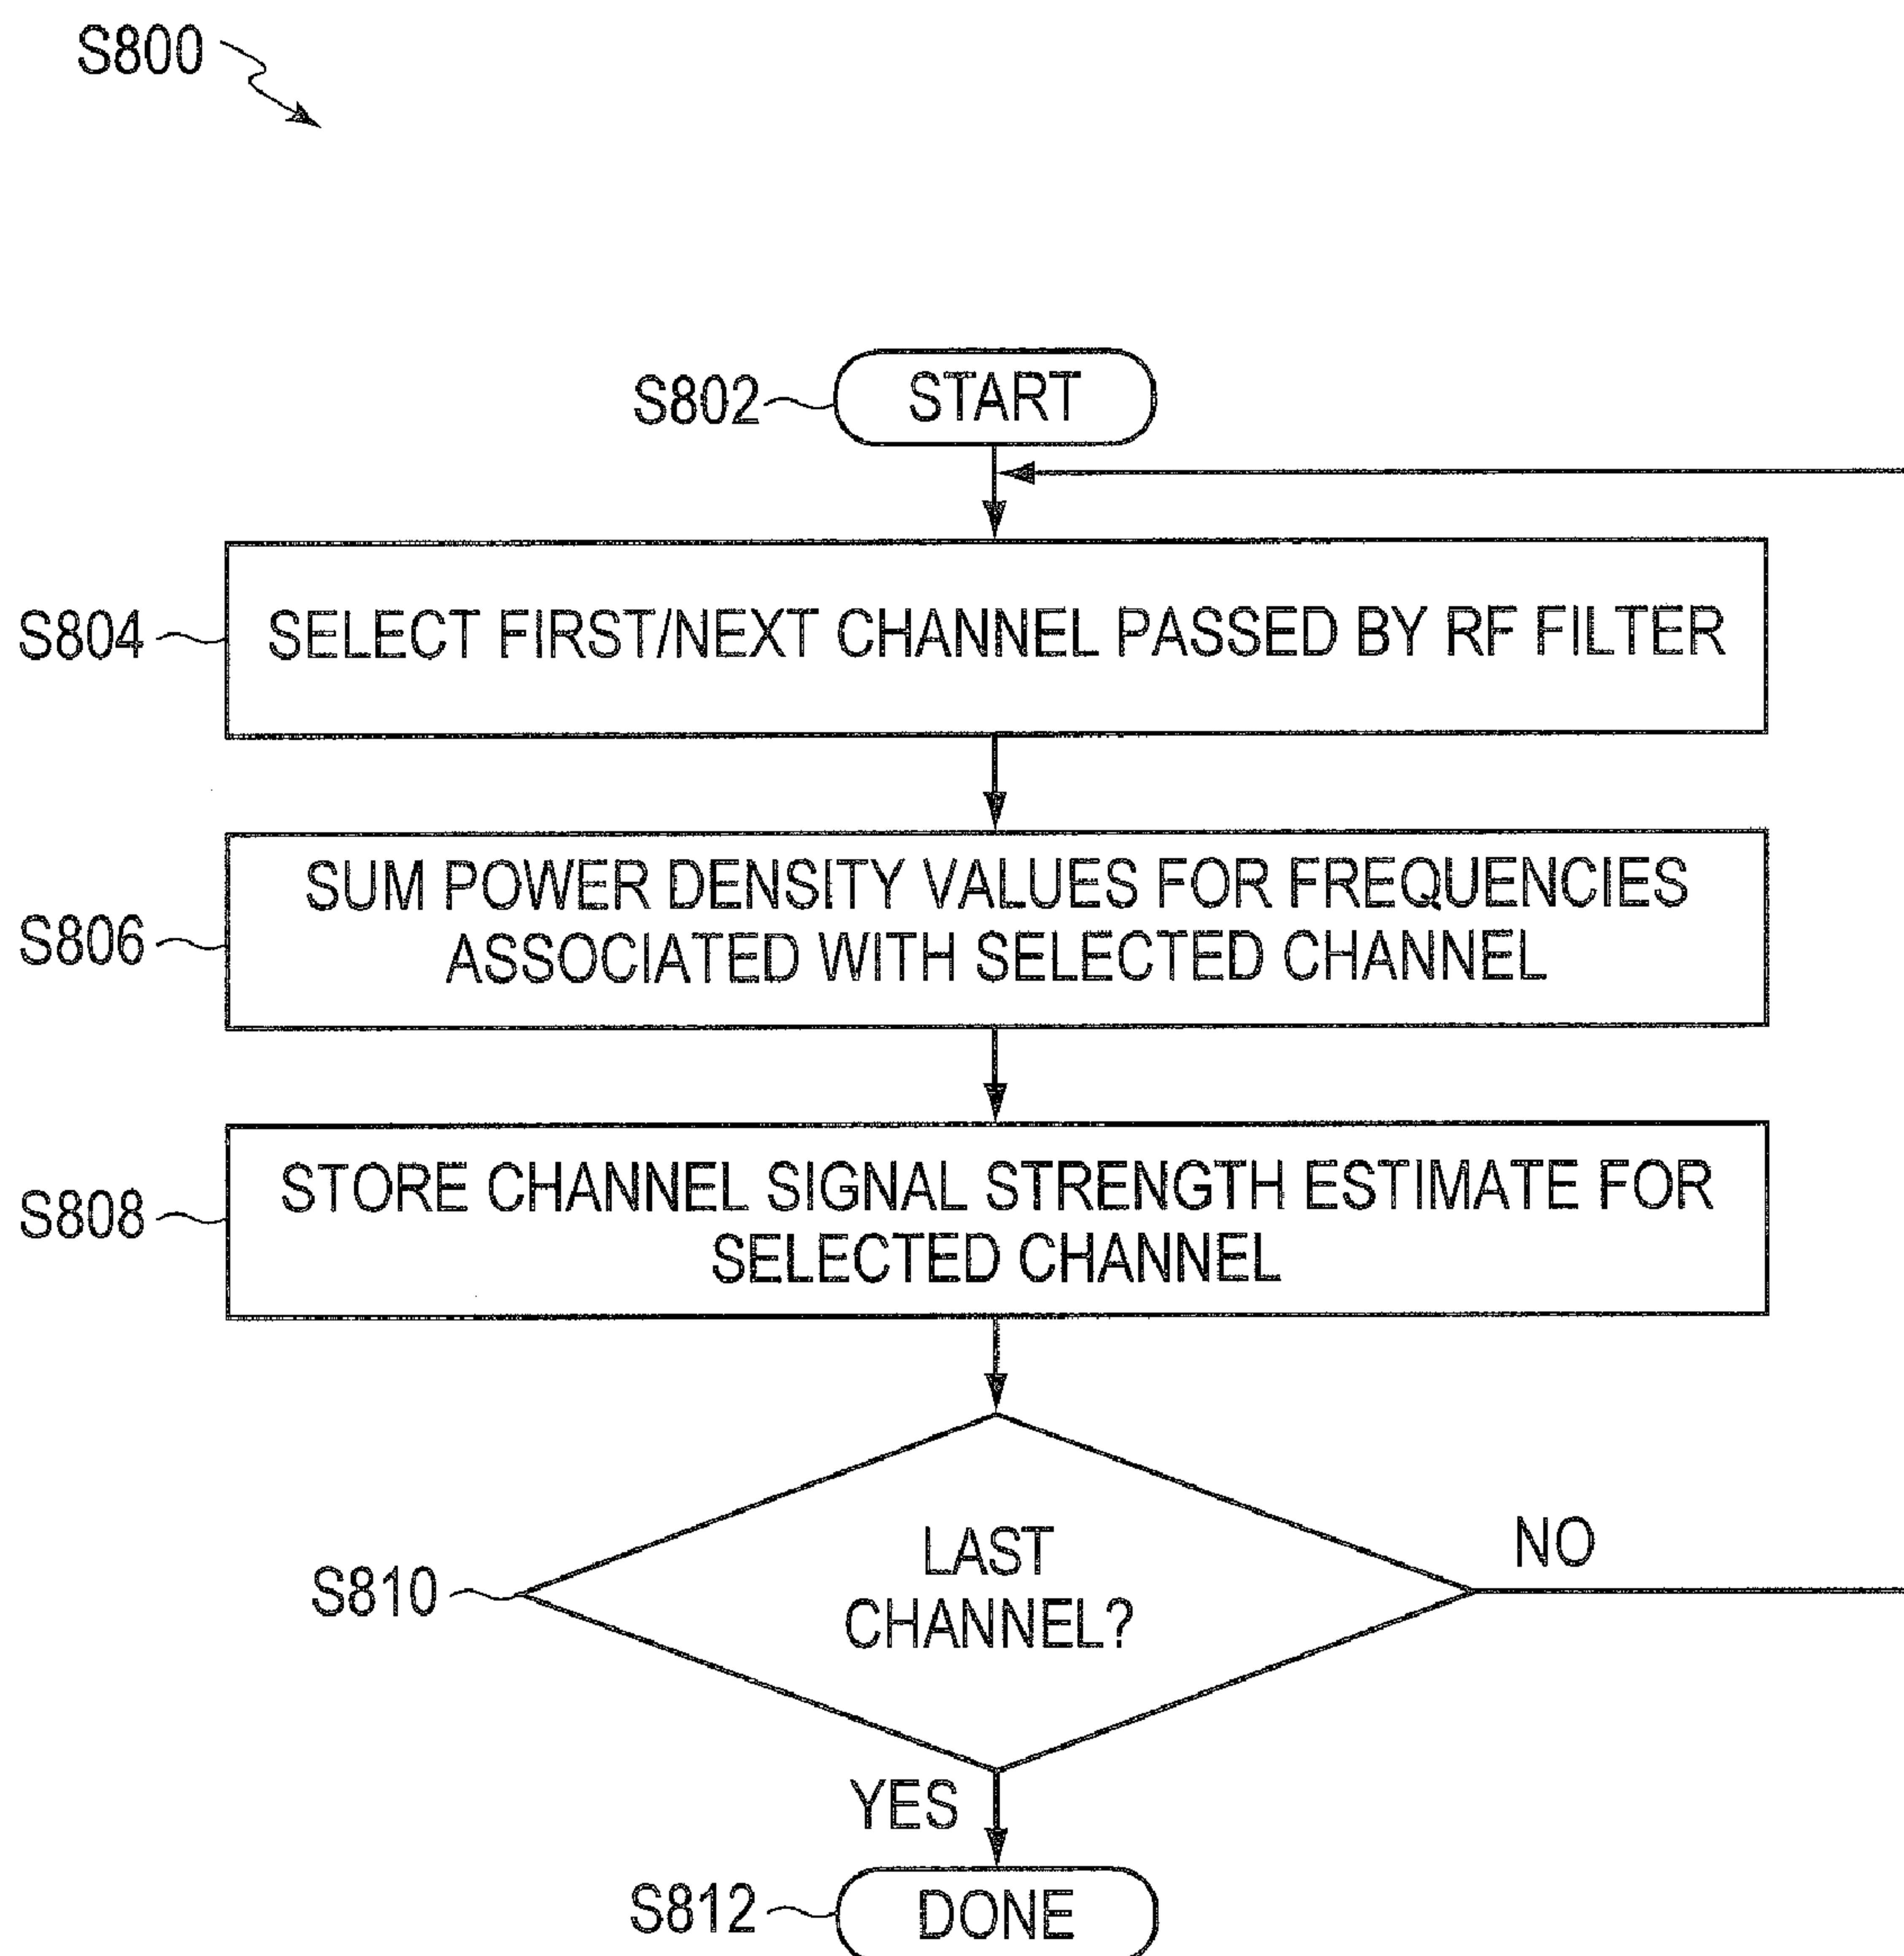 S800
S802
START
S804
SELECT FIRST/NEXT CHANNEL PASSED BY RF FILTER
S806
SUM POWER DENSITY VALUES FOR FREQUENCIES
ASSOCIATED WITH SELECTED CHANNEL
S808
STORE CHANNEL SIGNAL STRENGTH ESTIMATE FOR
SELECTED CHANNEL
S810
LAST
CHANNEL?
NO
YES
S812
DONE